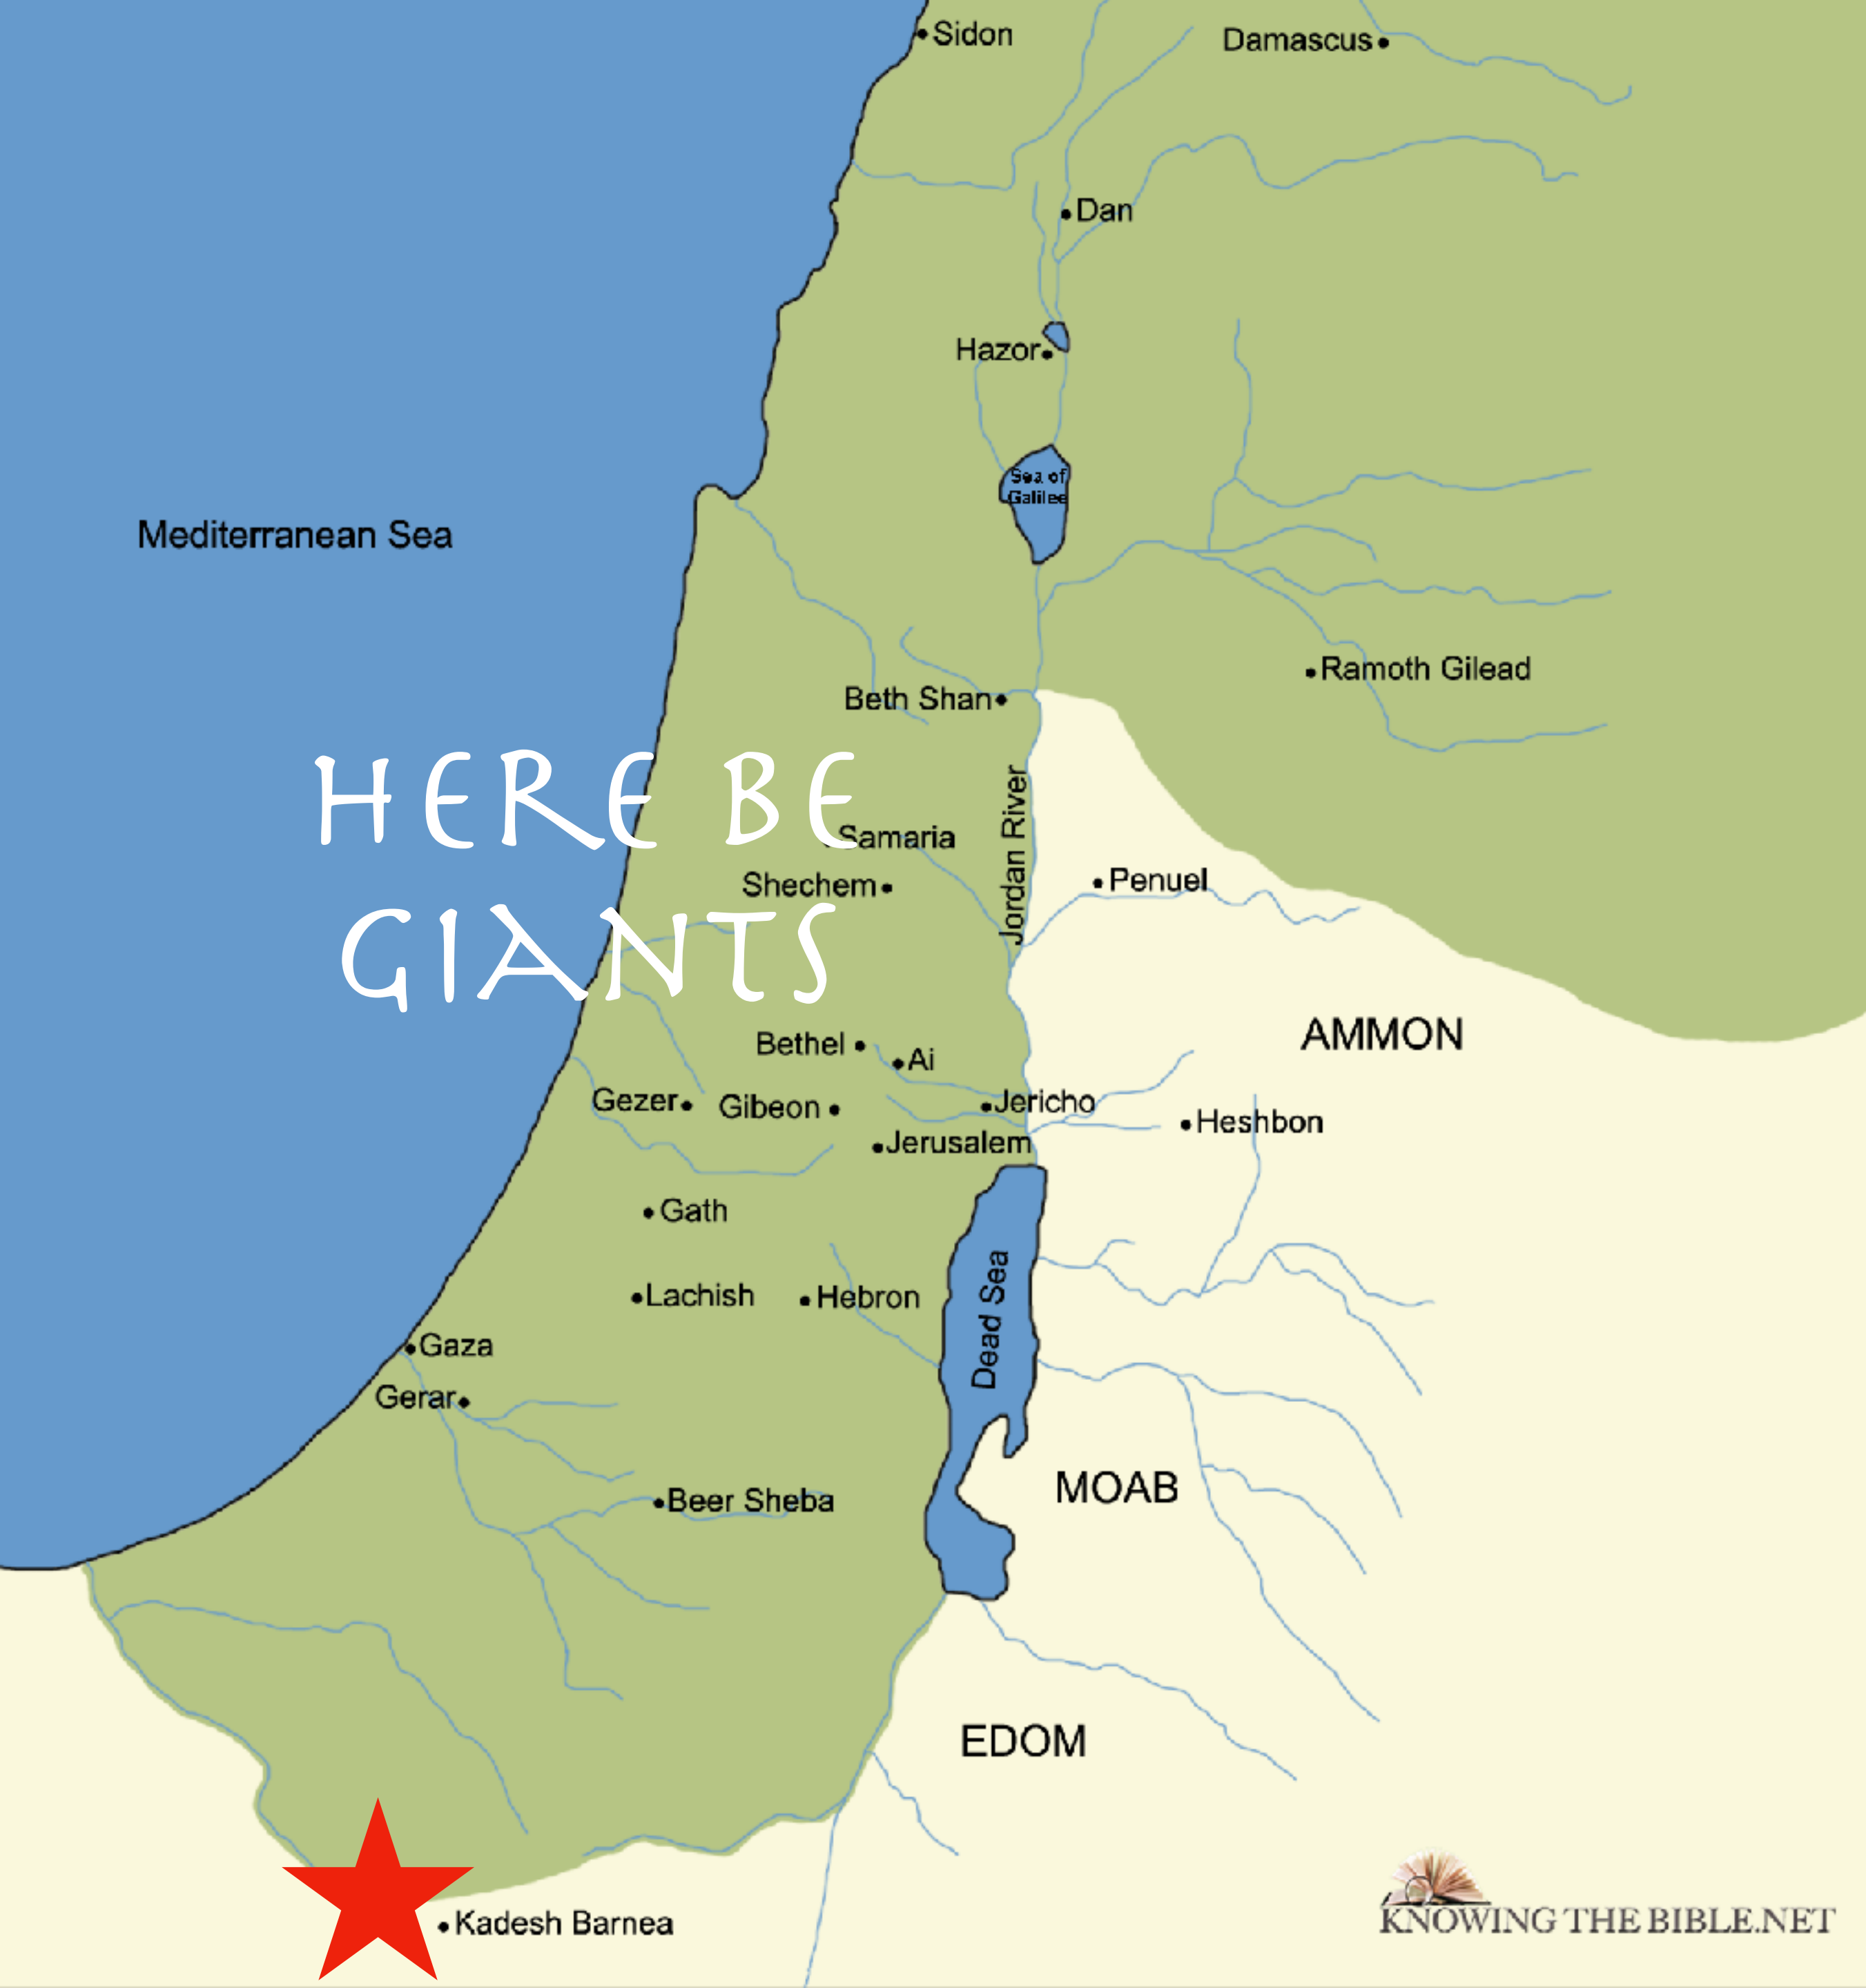 Sidon
Damascus
Dan
Hazor
Sea of
Galilee
Mediterranean Sea
Ramoth Gilead
Beth Shan
HERE BE
GIANTS
Jordan River
Samaria
Shechem
Penuel
AMMON
Bethel
Ai
Gezer
Gibeon
Jericho
Heshbon
Jerusalem
Gath
Dead Sea
Lachish
Hebron
Gaza
Gerar
MOAB
Beer Sheba
EDOM
Kadesh Barnea
KNOWING THE BIBLE.NET